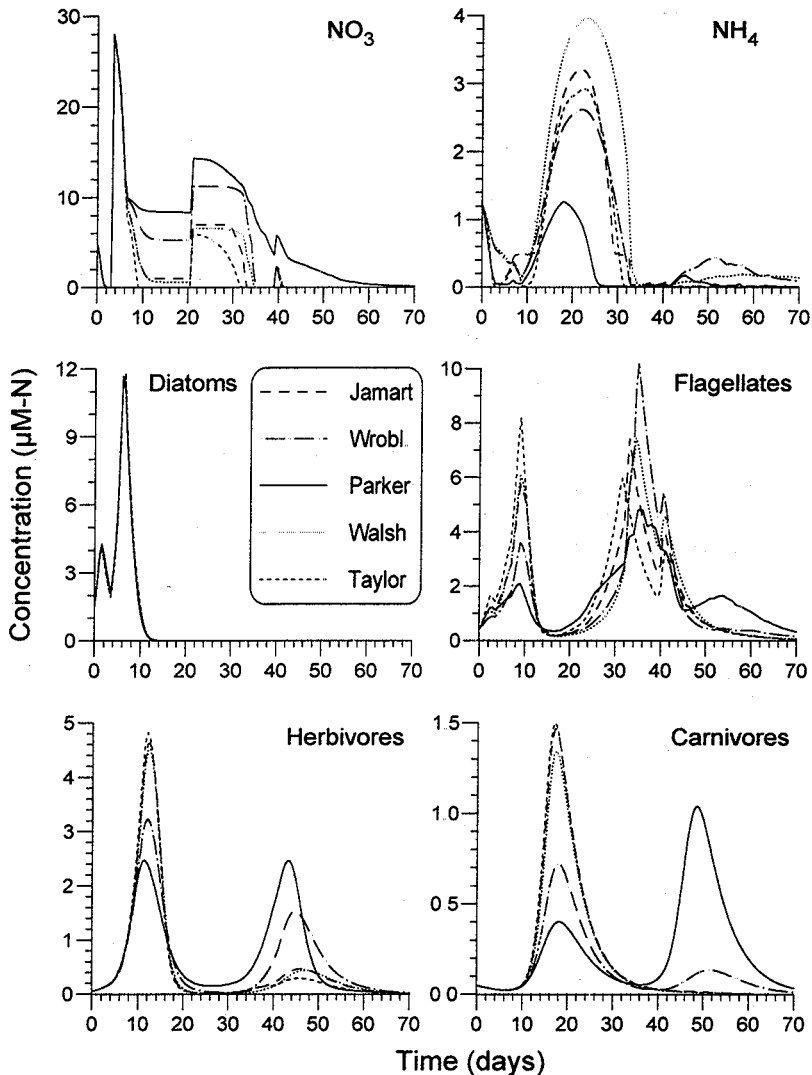 NO3
30
20
10
0
0 10 20 30 40 50 60 70
NH4
4
3
2
1
0
0 10 20 30 40 50 60 70
Concentration (µM-N)
Diatoms
12
9
6
3
0
0 10 20 30 40 50 60 70
Jamart
Wrobl
Parker
Walsh
Taylor
Flagellates
10
8
6
4
2
0
0 10 20 30 40 50 60 70
Herbivores
5
4
3
2
1
0
0 10 20 30 40 50 60 70
Carnivores
1.5
1.0
0 5
0
0 10 20 30 40 50 60 70
Time (days)